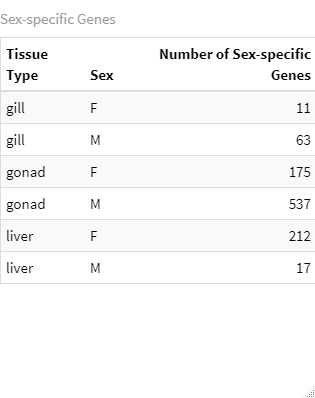 Sex-specific Genes
Tissue Type Sex Number of Sex-specific Genes
gill F 11
gill M 63
gonad F 175
gonad M 537
liver F 212
liver M 17